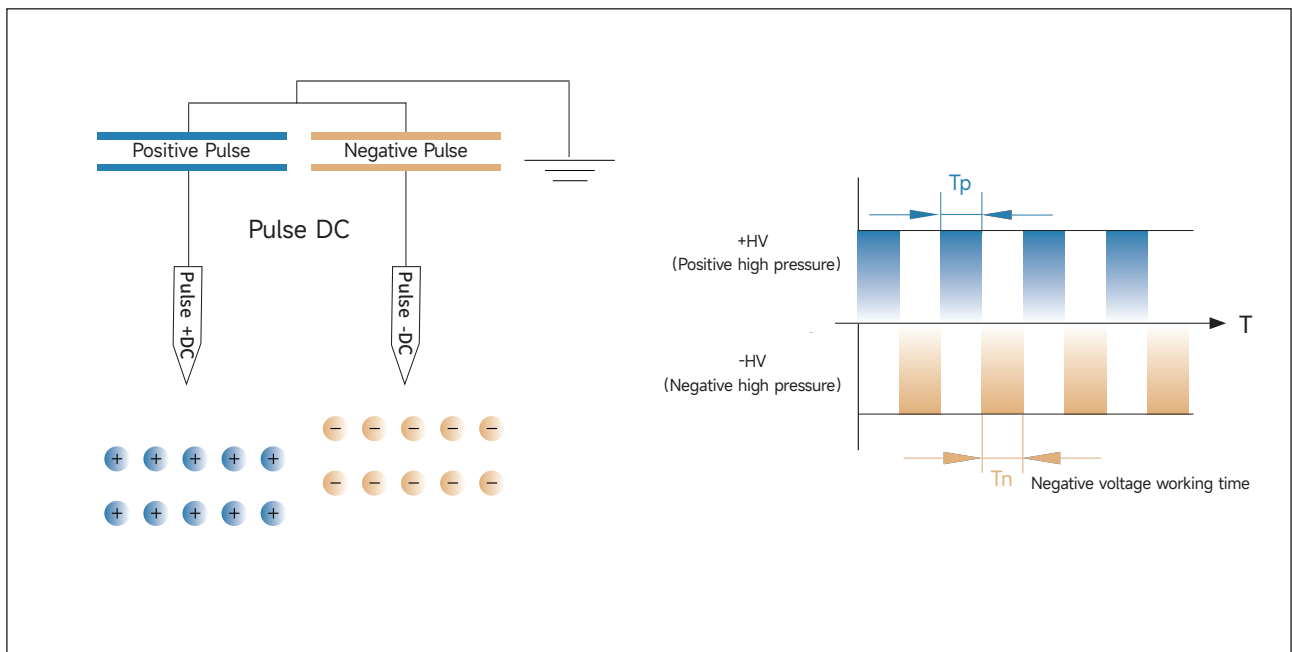 Positive Pulse
Negative Pulse
Pulse DC
Pulse +DC
Pulse -DC
+ + + + +
+ + + + +
− − − − −
− − − − −
Tp
+HV
(Positive high pressure)
T
-HV
(Negative high pressure)
Tn
Negative voltage working time